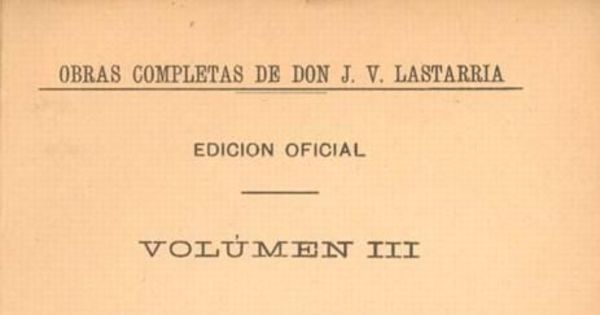 OBRAS COMPLETAS DE DON J. V. LASTARRIA
EDICION OFICIAL
VOLÚMEN III